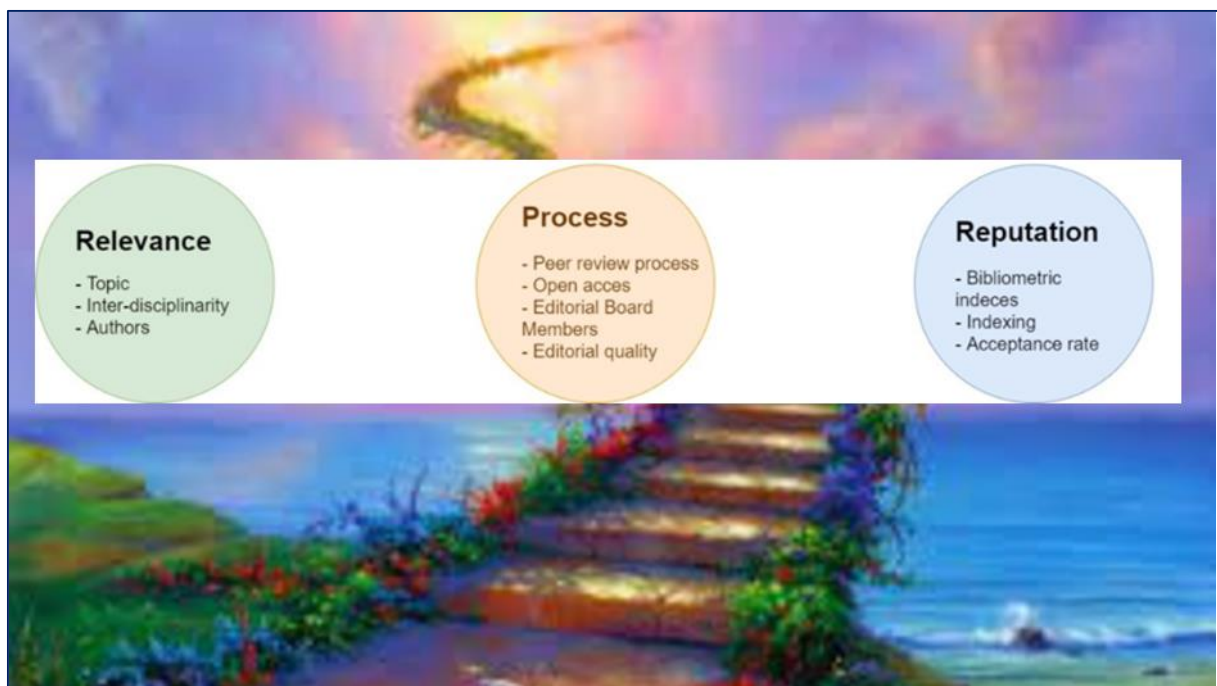 Relevance
- Topic
- Inter-disciplinarity
- Authors
Process
- Peer review process
- Open acces
- Editorial Board
Members
- Editorial quality
Reputation
- Bibliometric
indeces
- Indexing
- Acceptance rate